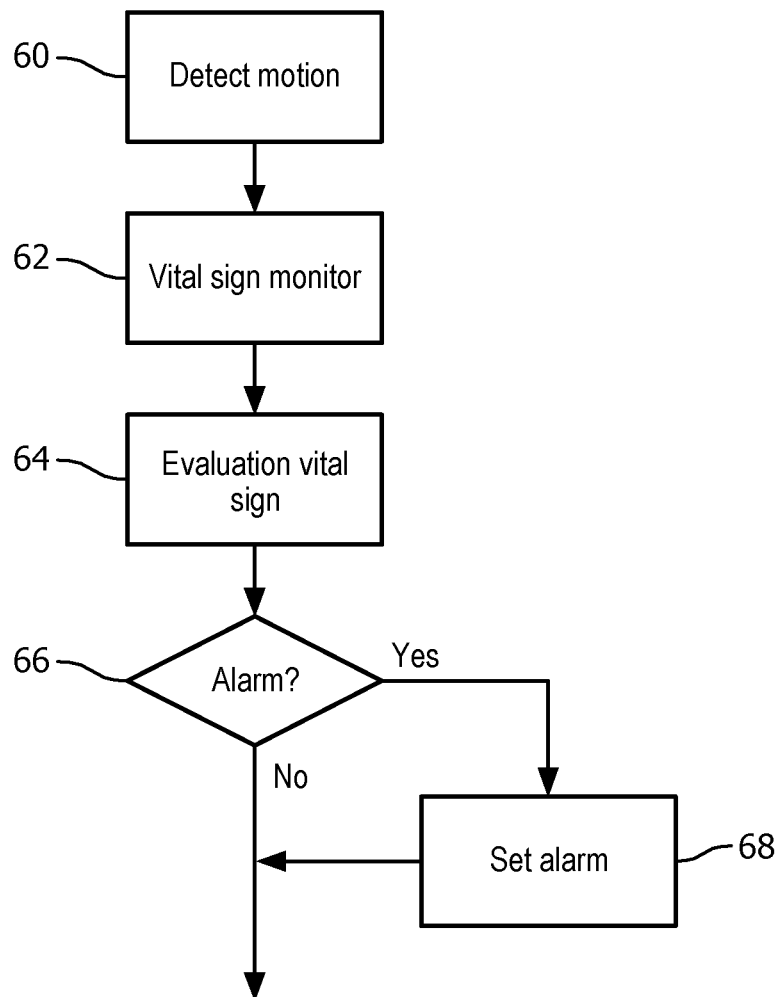 60
Detect motion
62
Vital sign monitor
64
Evaluation vital
sign
66
Alarm?
Yes
No
Set alarm
68